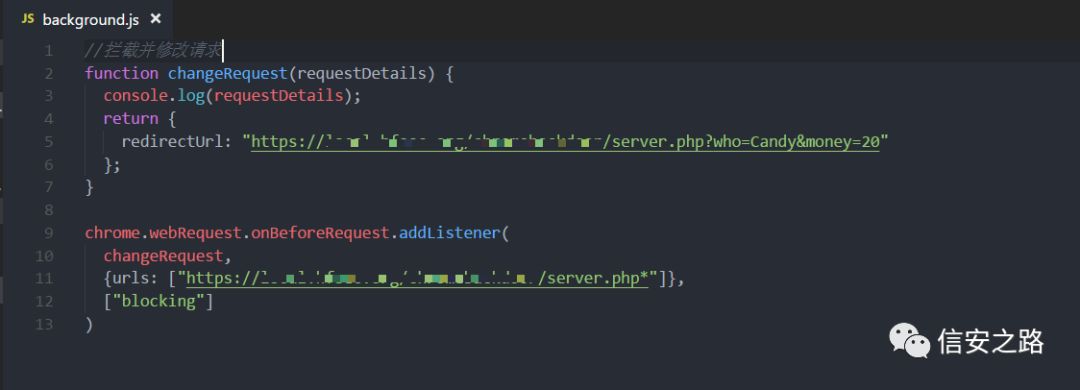 JS background.js ×
1 //拦截并修改请求
2 function changeRequest(requestDetails) {
3 console.log(requestDetails);
4 return {
5 redirectUrl: "https:///server.php?who=Candy&money=20"
6 };
7 }
8
9 chrome.webRequest.onBeforeRequest.addListener(
10 changeRequest,
11 {urls: ["https:///server.php*"]},
12 ["blocking"]
13 )
信安之路